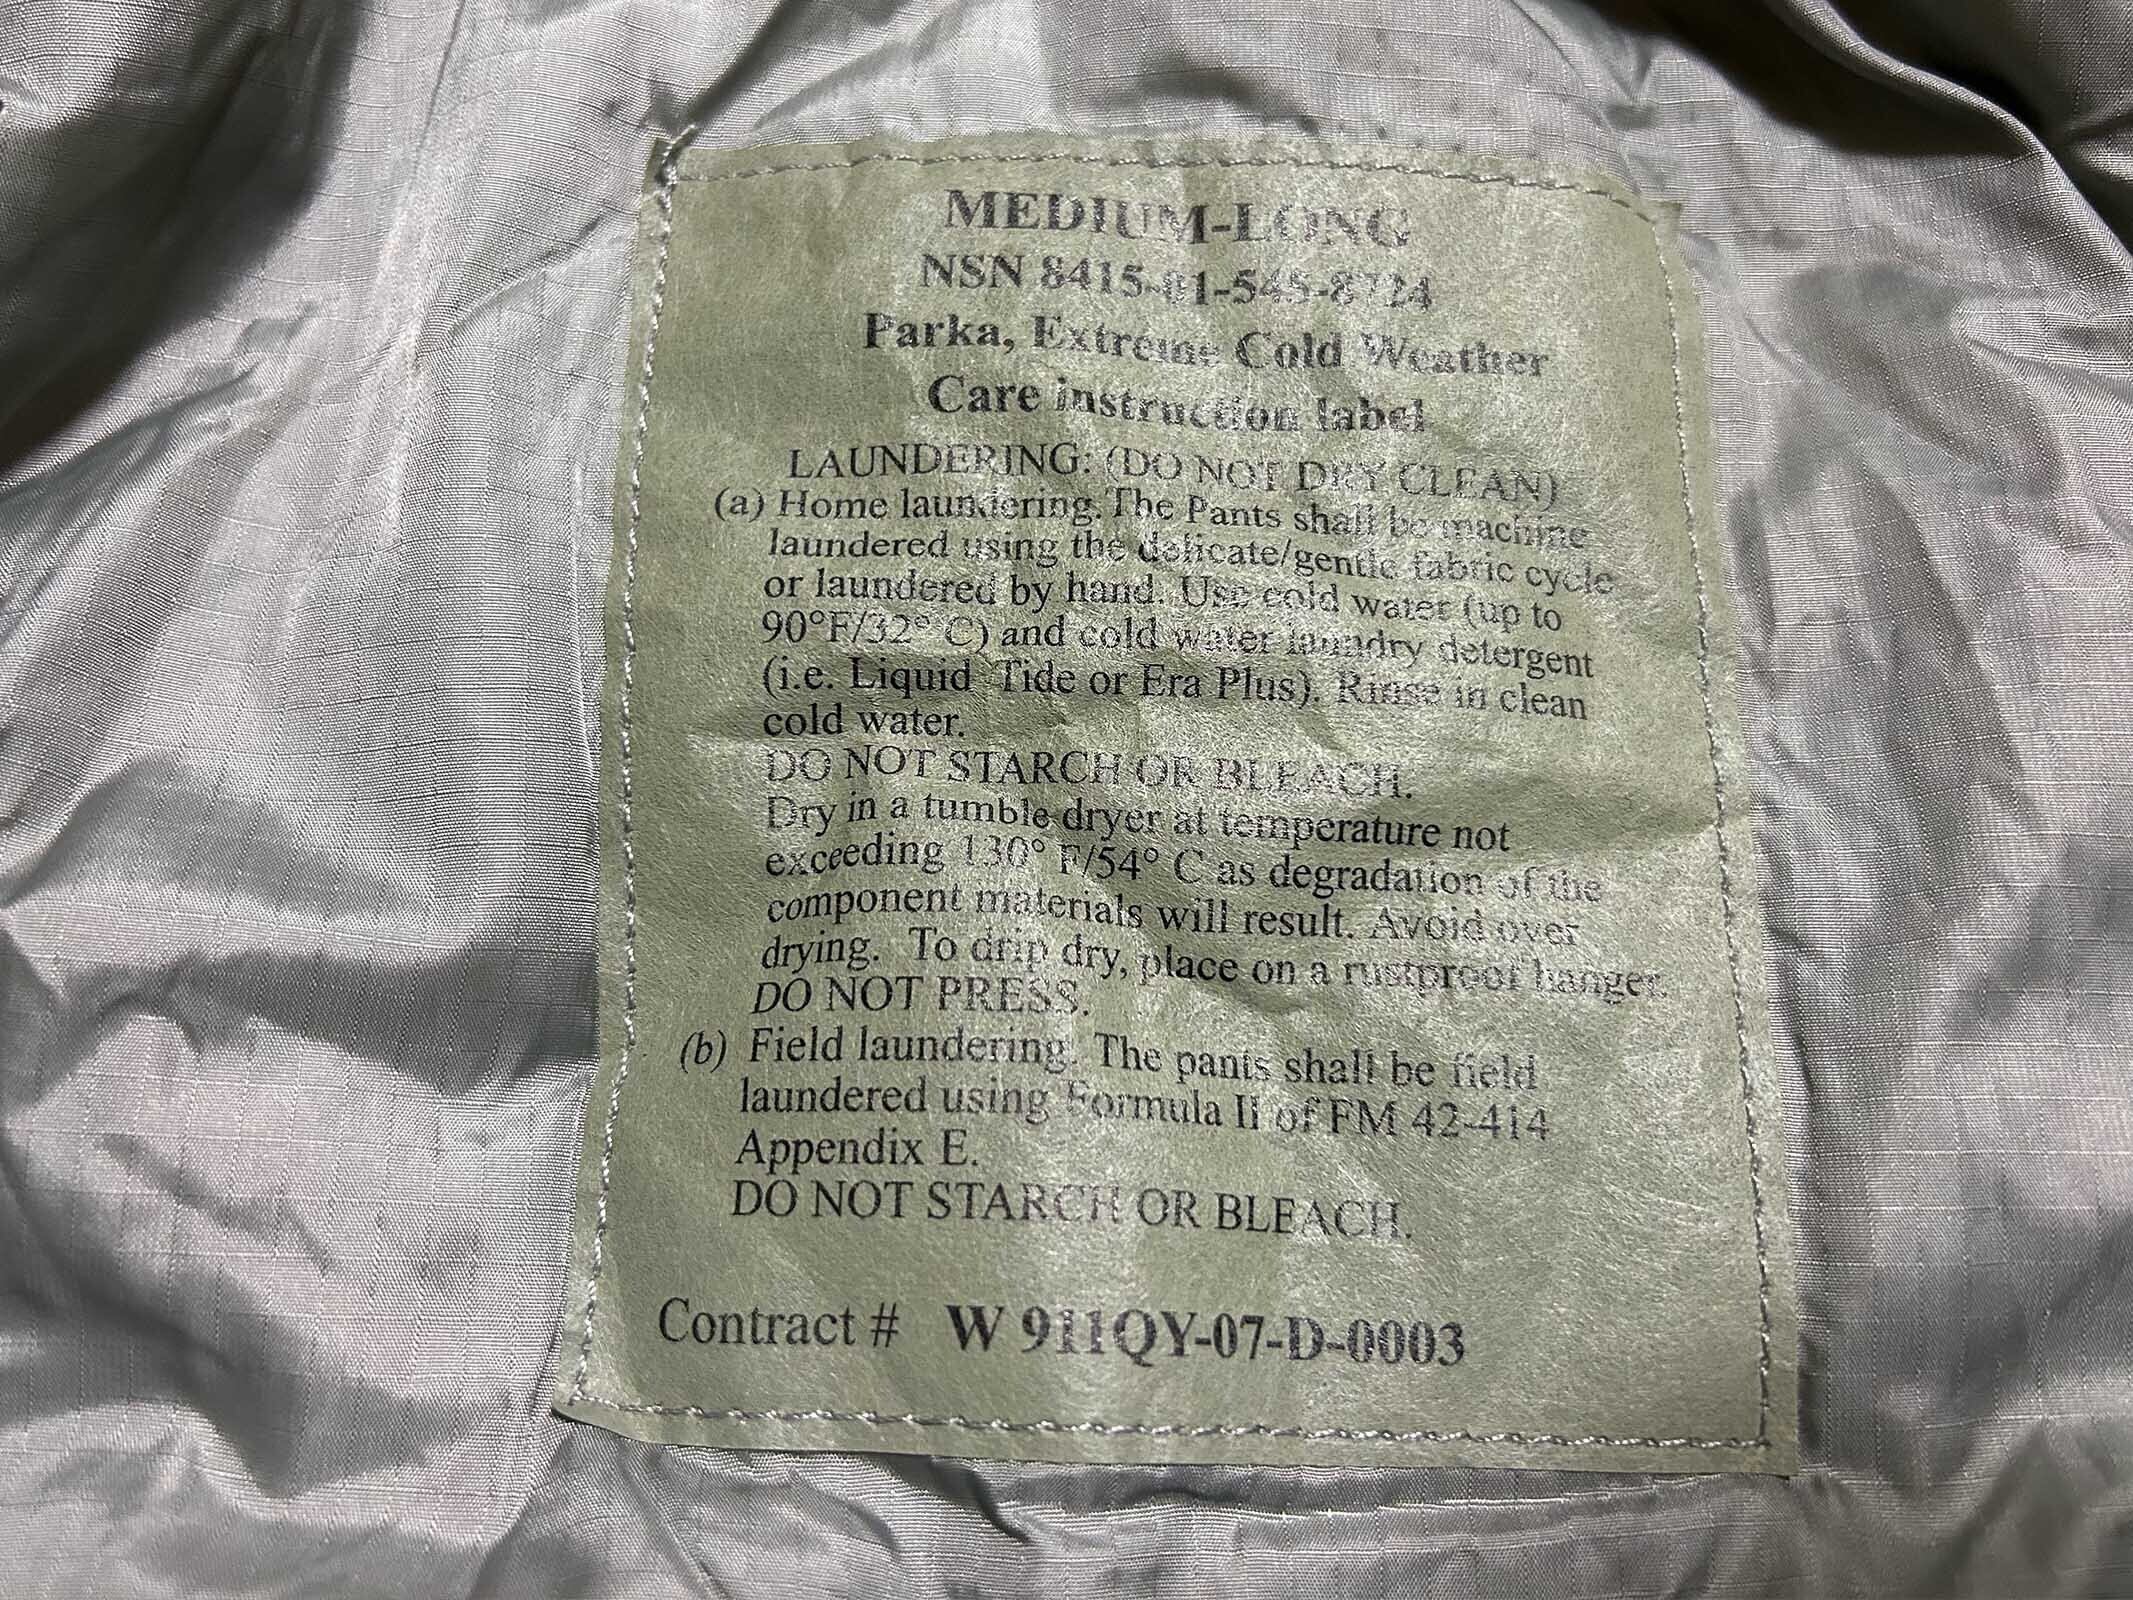 MEDIUM-LONG
NSN 8415-01-545-8724
Parka, Extreme Cold Weather
Care instruction label
LAUNDERING: (DO NOT DRY CLEAN)
(a) Home laundering. The Pants shall be machine
laundered using the delicate/gentle fabric cycle
or laundered by hand. Use cold water (up to
90°F/32° C) and cold water laundry detergent
(i.e. Liquid Tide or Era Plus). Rinse in clean
cold water.
DO NOT STARCH OR BLEACH.
Dry in a tumble dryer at temperature not
exceeding 130° F/54° C as degradation of the
component materials will result. Avoid over
drying. To drip dry, place on a rustproof hanger.
DO NOT PRESS.
(b) Field laundering. The pants shall be field
laundered using Formula II of FM 42-414
Appendix E.
DO NOT STARCH OR BLEACH.
Contract # W 911QY-07-D-0003